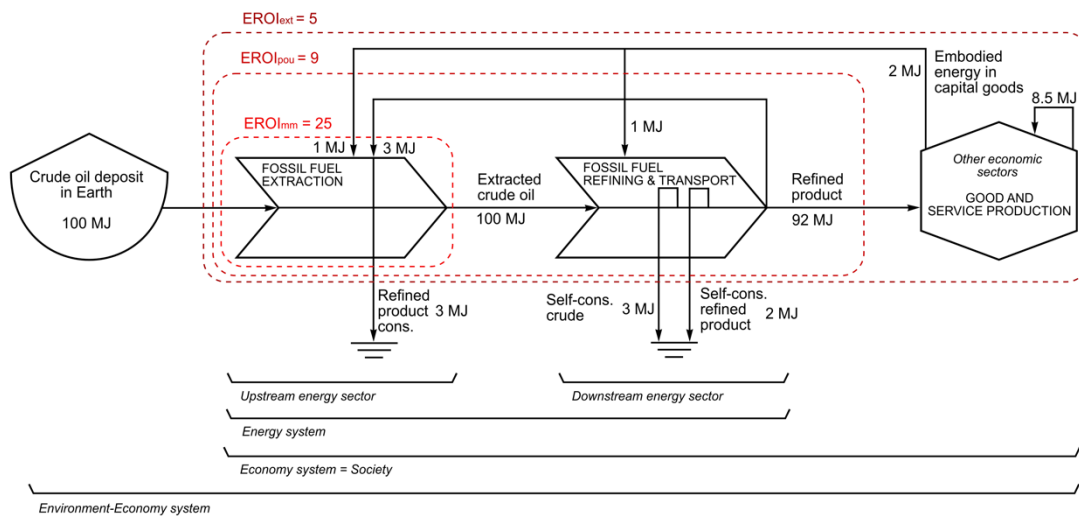 EROIext = 5
EROIpou = 9
EROImm = 25
Embodied
energy in
capital goods
2 MJ
8.5 MJ
1 MJ
3 MJ
1 MJ
Crude oil deposit
in Earth
100 MJ
FOSSIL FUEL
EXTRACTION
Extracted
crude oil
100 MJ
FOSSIL FUEL
REFINING & TRANSPORT
Refined
product
92 MJ
Other economic
sectors
GOOD AND
SERVICE PRODUCTION
Refined
product
cons.
3 MJ
Self-cons.
crude
3 MJ
Self-cons.
refined
product
2 MJ
Upstream energy sector
Downstream energy sector
Energy system
Economy system = Society
Environment-Economy system